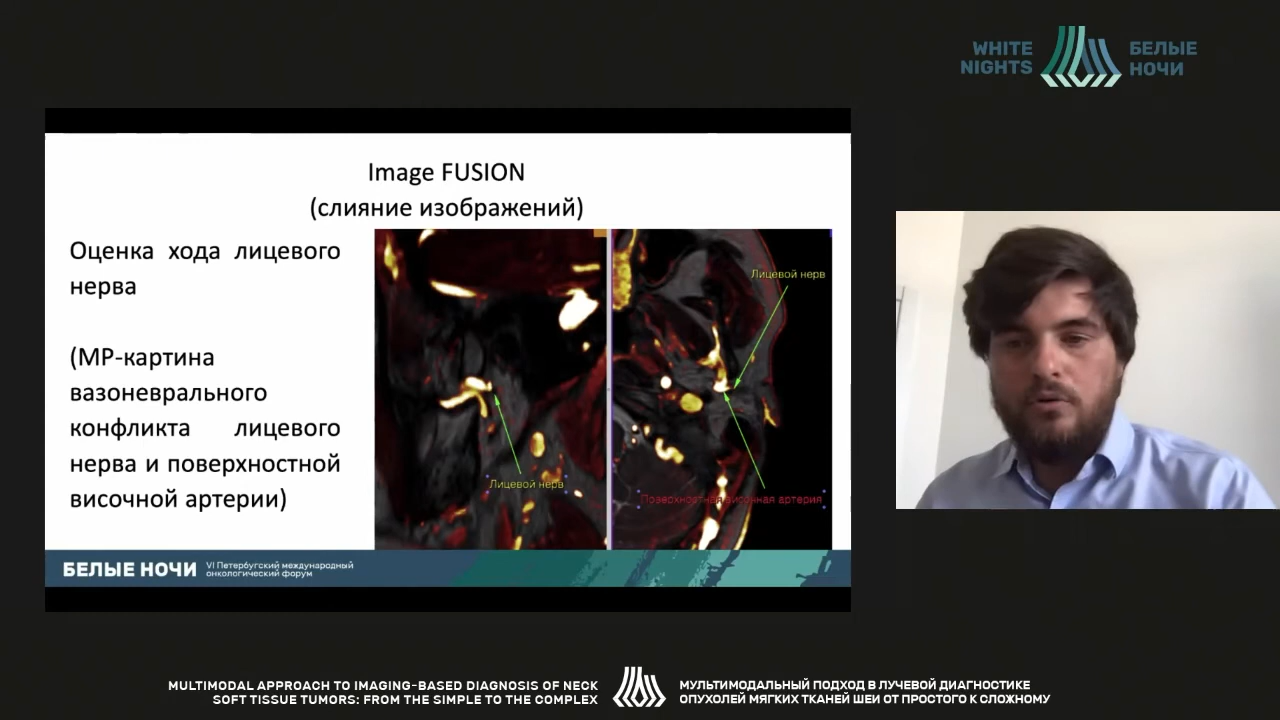 WHITE
NIGHTS
БЕЛЫЕ
НОЧИ
Image FUSION
(слияние изображений)
Оценка хода лицевого
нерва
(МР-картина
вазоневрального
конфликта лицевого
нерва и поверхностной
височной артерии)
Лицевой нерв
Лицевой нерв
Поверхностная височная артерия
БЕЛЫЕ НОЧИ
VI Петербургский международный
онкологический форум
MULTIMODAL APPROACH TO IMAGING-BASED DIAGNOSIS OF NECK
SOFT TISSUE TUMORS: FROM THE SIMPLE TO THE COMPLEX
МУЛЬТИМОДАЛЬНЫЙ ПОДХОД В ЛУЧЕВОЙ ДИАГНОСТИКЕ
ОПУХОЛЕЙ МЯГКИХ ТКАНЕЙ ШЕИ ОТ ПРОСТОГО К СЛОЖНОМУ